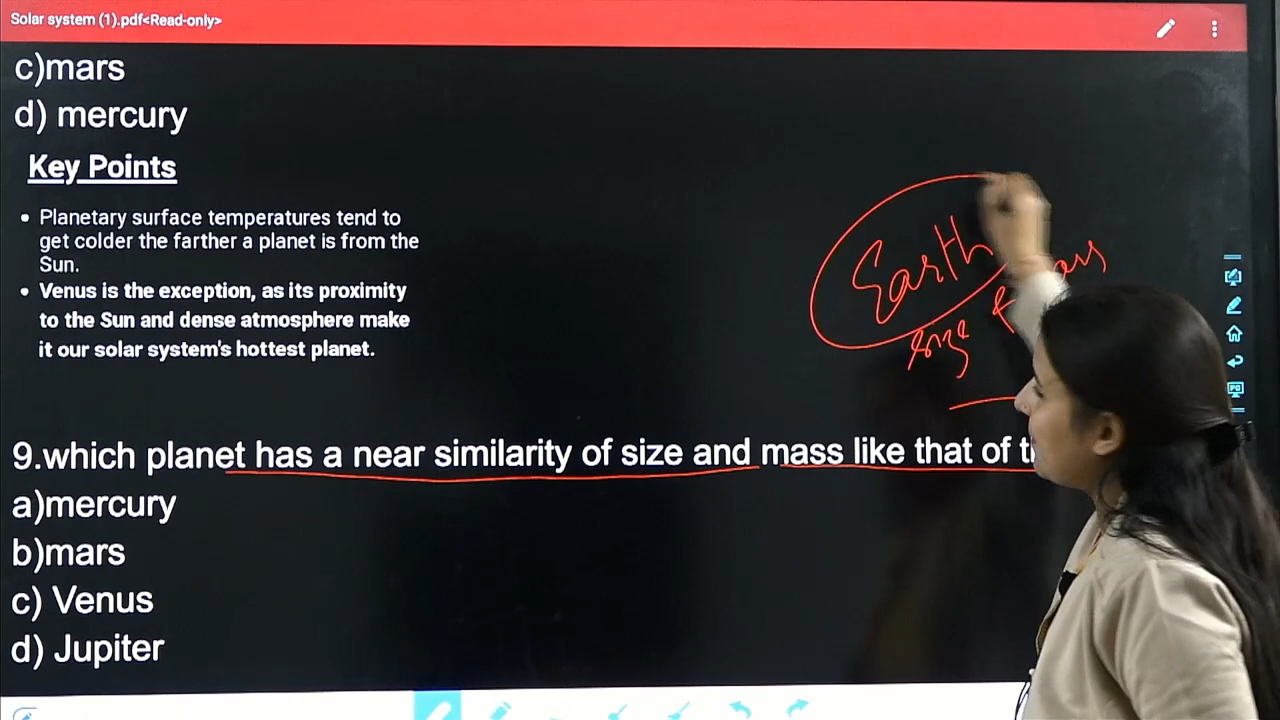 Solar system (1).pdf<Read-only>
c)mars
d) mercury
Key Points
• Planetary surface temperatures tend to
get colder the farther a planet is from the
Sun.
• Venus is the exception, as its proximity
to the Sun and dense atmosphere make
it our solar system's hottest planet.
Earth
size
9.which planet has a near similarity of size and mass like that of
a)mercury
b)mars
c) Venus
d) Jupiter